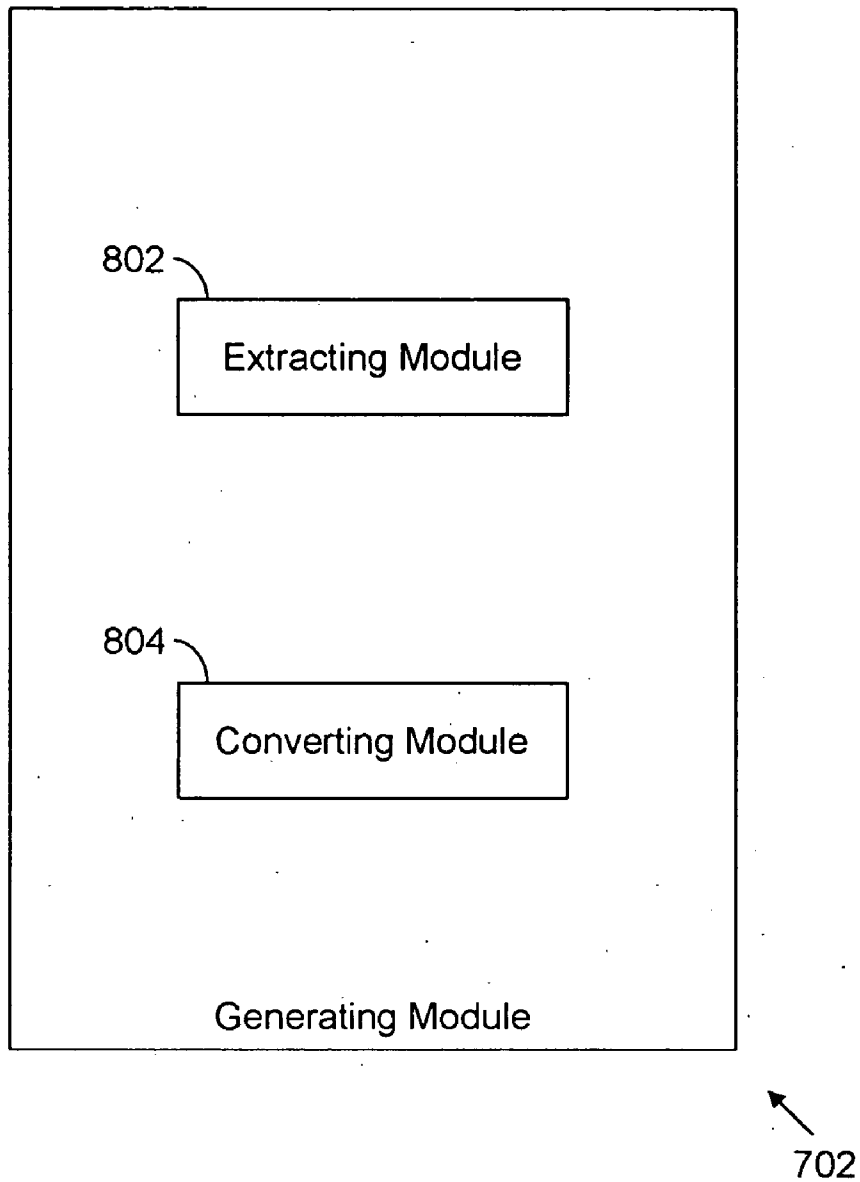 802
Extracting Module
804
Converting Module
Generating Module
702